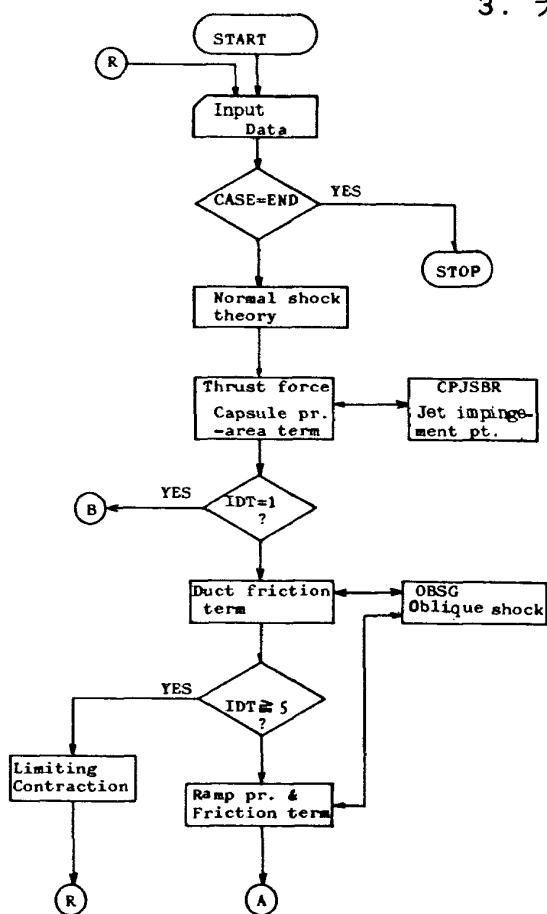 3. フ
START
R
Input
Data
CASE=END
YES
STOP
Normal shock
theory
Thrust force
Capsule pr.
-area term
CPJSBR
Jet impinge-
ment pt.
YES
IDT=1
?
B
Duct friction
term
OBSG
Oblique shock
YES
IDT≧5
?
Limiting
Contraction
Ramp pr. &
Friction term
R
A